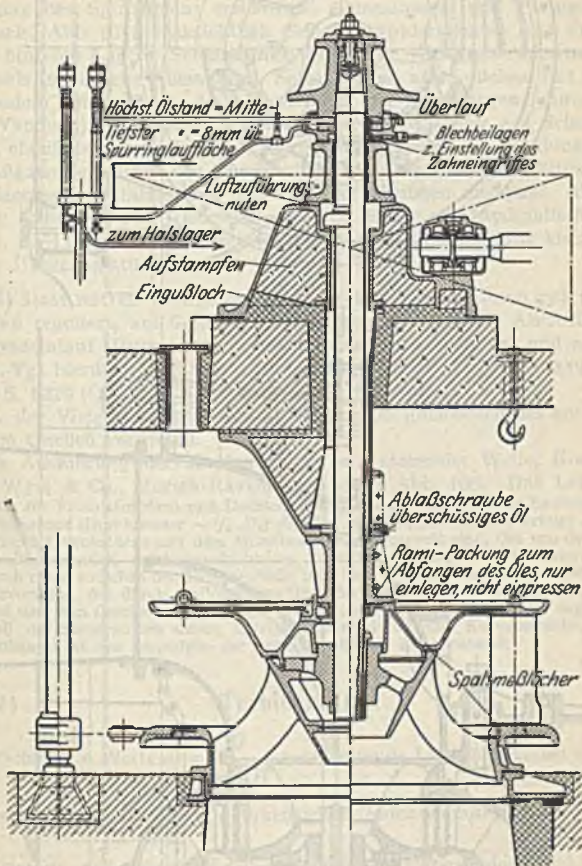 Höchst. Ölstand = Mitte
Überlauf
Tiefster " = 8mm ü.
Spurringlauffläche
Blechbeilagen
z. Einstellung des
Zahneingriffes
Luftzuführungs-
nuten
zum Halslager
Aufstampfen
Eingußloch
Ablaßschraube
überschüssiges Öl
Rami-Packung zum
Abfangen des Öles, nur
einlegen, nicht einpressen
Spaltmeßlöcher